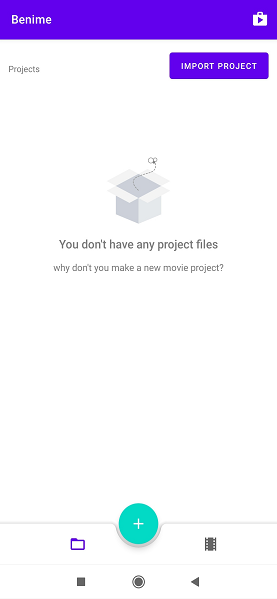 Benime
Projects
IMPORT PROJECT
You don't have any project files
why don't you make a new movie project?